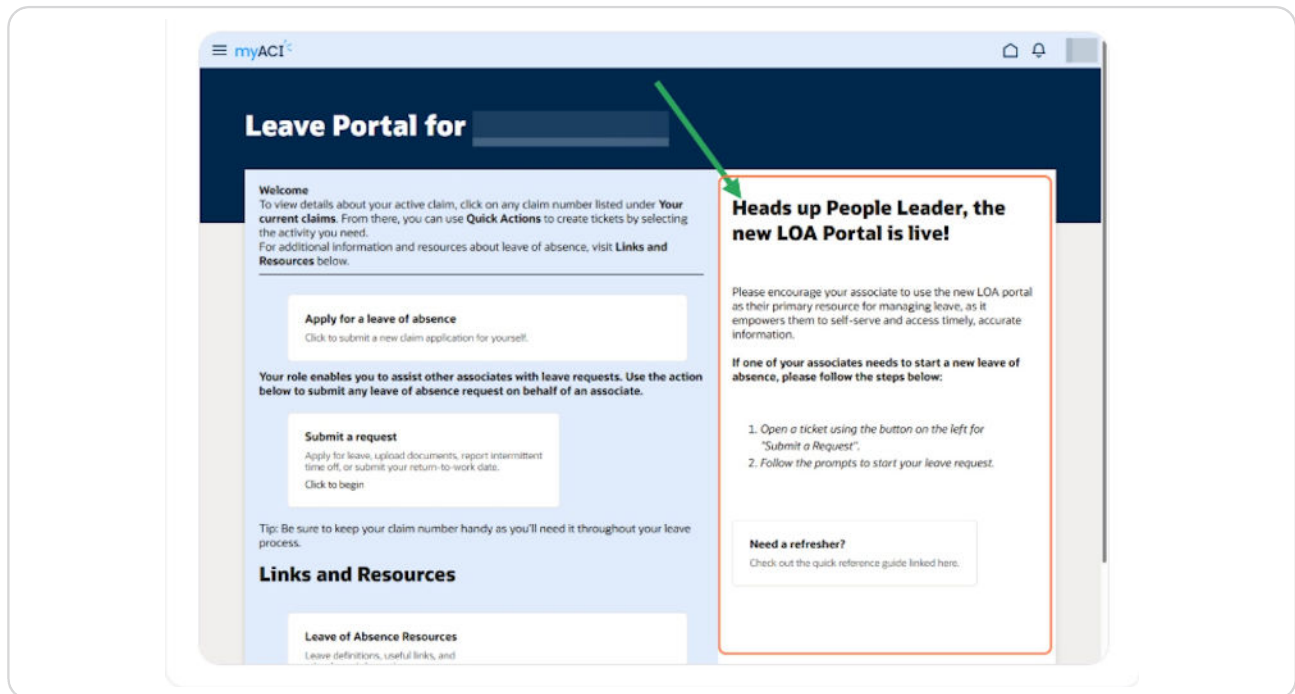 myACI
Leave Portal for
Welcome
To view details about your active claim, click on any claim number listed under Your
current claims. From there, you can use Quick Actions to create tickets by selecting
the activity you need.
For additional information and resources about leave of absence, visit Links and
Resources below.
Apply for a leave of absence
Click to submit a new claim application for yourself.
Your role enables you to assist other associates with leave requests. Use the action
below to submit any leave of absence request on behalf of an associate.
Submit a request
Apply for leave, upload documents, report intermittent
time off, or submit your return-to-work date.
Click to begin
Tip: Be sure to keep your claim number handy as you'll need it throughout your leave
process.
Links and Resources
Leave of Absence Resources
Leave definitions, useful links, and
Heads up People Leader, the
new LOA Portal is live!
Please encourage your associate to use the new LOA portal
as their primary resource for managing leave, as it
empowers them to self-serve and access timely, accurate
information.
If one of your associates needs to start a new leave of
absence, please follow the steps below:
1. Open a ticket using the button on the left for
"Submit a Request".
2. Follow the prompts to start your leave request.
Need a refresher?
Check out the quick reference guide linked here.